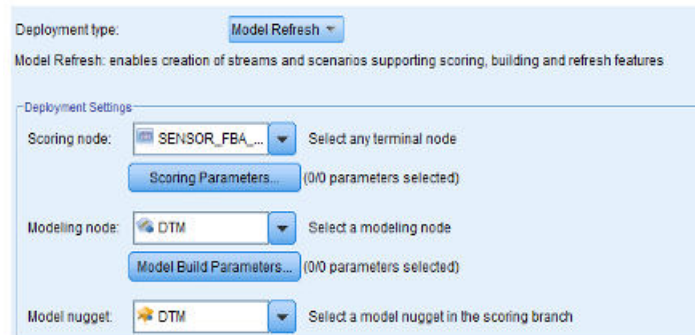 Deployment type: Model Refresh
Model Refresh: enables creation of streams and scenarios supporting scoring, building and refresh features
Deployment Settings
Scoring node: SENSOR_FBA_... Select any terminal node
Scoring Parameters... (0/0 parameters selected)
Modeling node: DTM Select a modeling node
Model Build Parameters... (0/0 parameters selected)
Model nugget: DTM Select a model nugget in the scoring branch